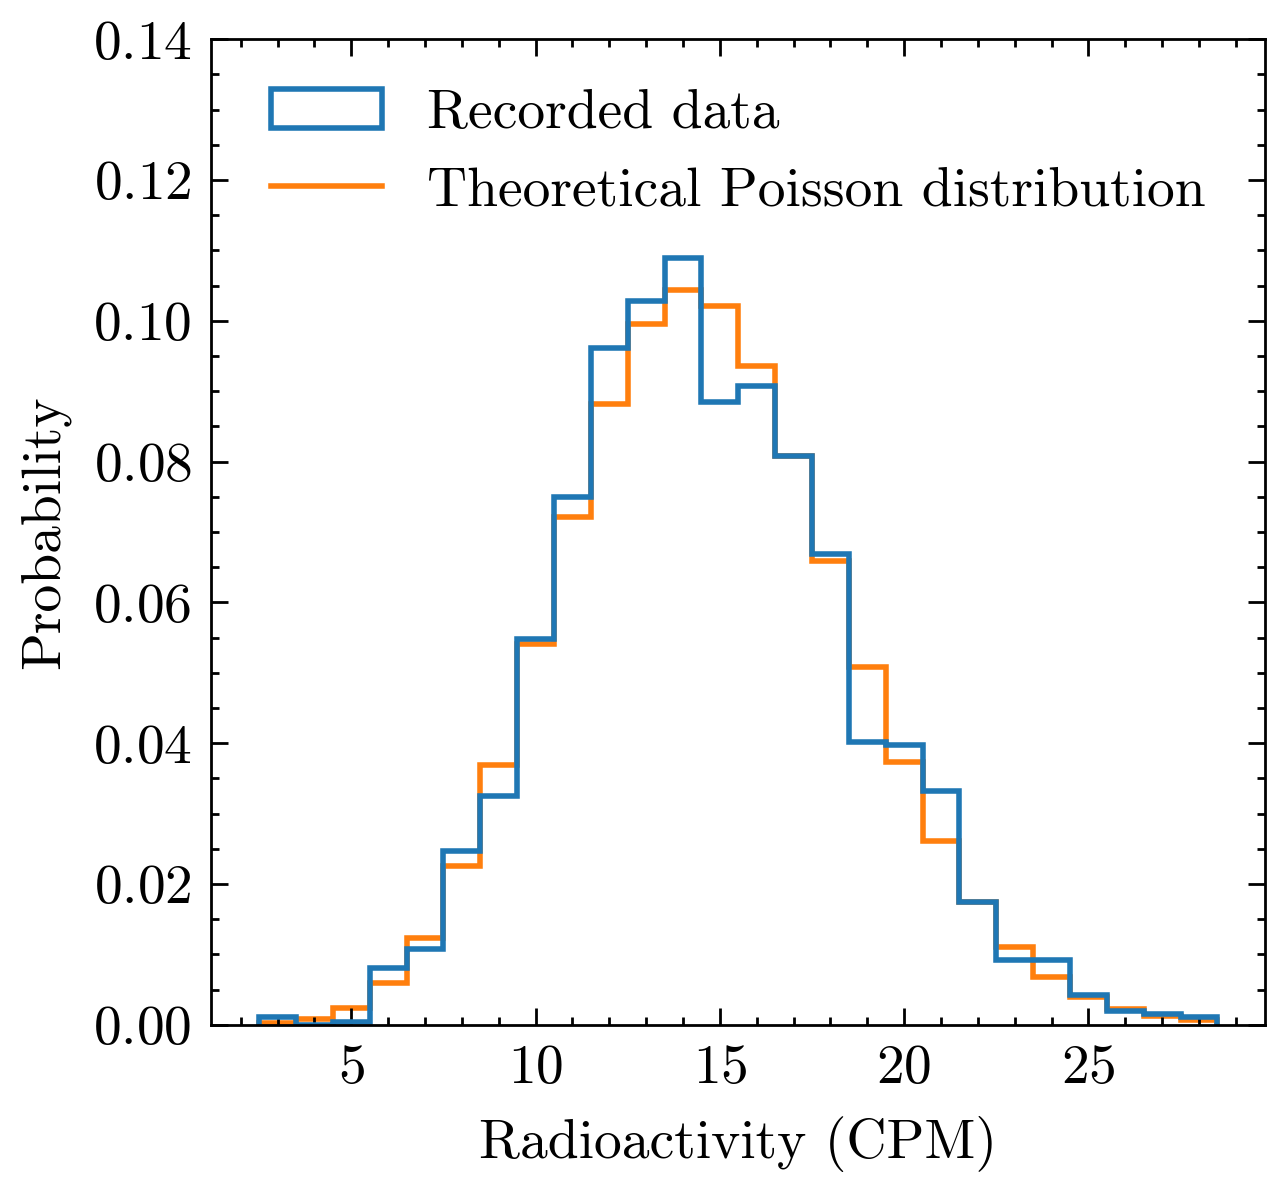 0.14
Recorded data
0.12
Theoretical Poisson distribution
0.10
0.08
0.06
0.04
0.02
0.00
Probability
5 10 15 20 25
Radioactivity (CPM)